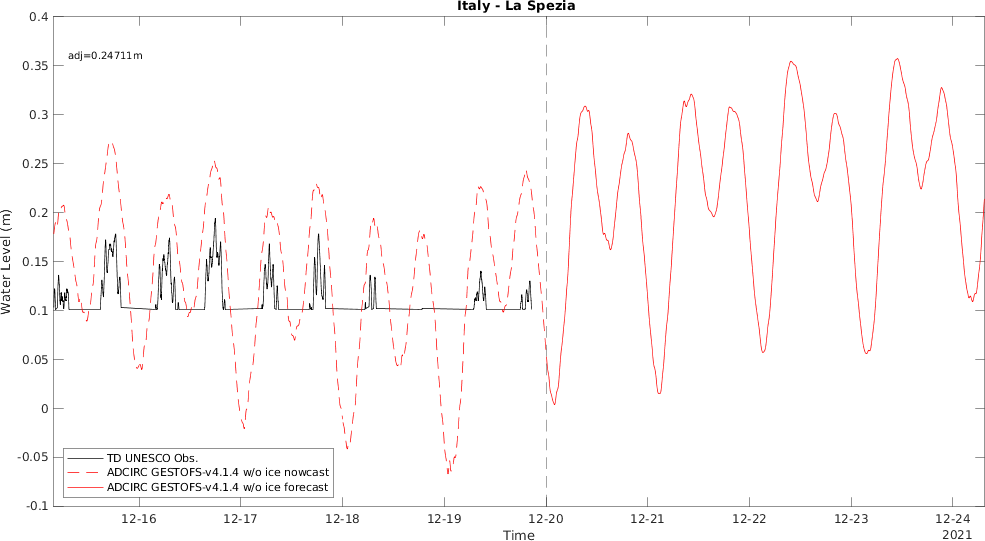 Italy - La Spezia
adj=0.24711m
Water Level (m)
0.4
0.35
0.3
0.25
0.2
0.15
0.1
0.05
0
-0.05
-0.1
TD UNESCO Obs.
ADCIRC GESTOFS-v4.1.4 w/o ice nowcast
ADCIRC GESTOFS-v4.1.4 w/o ice forecast
12-16 12-17 12-18 12-19 12-20 12-21 12-22 12-23 12-24
Time
2021